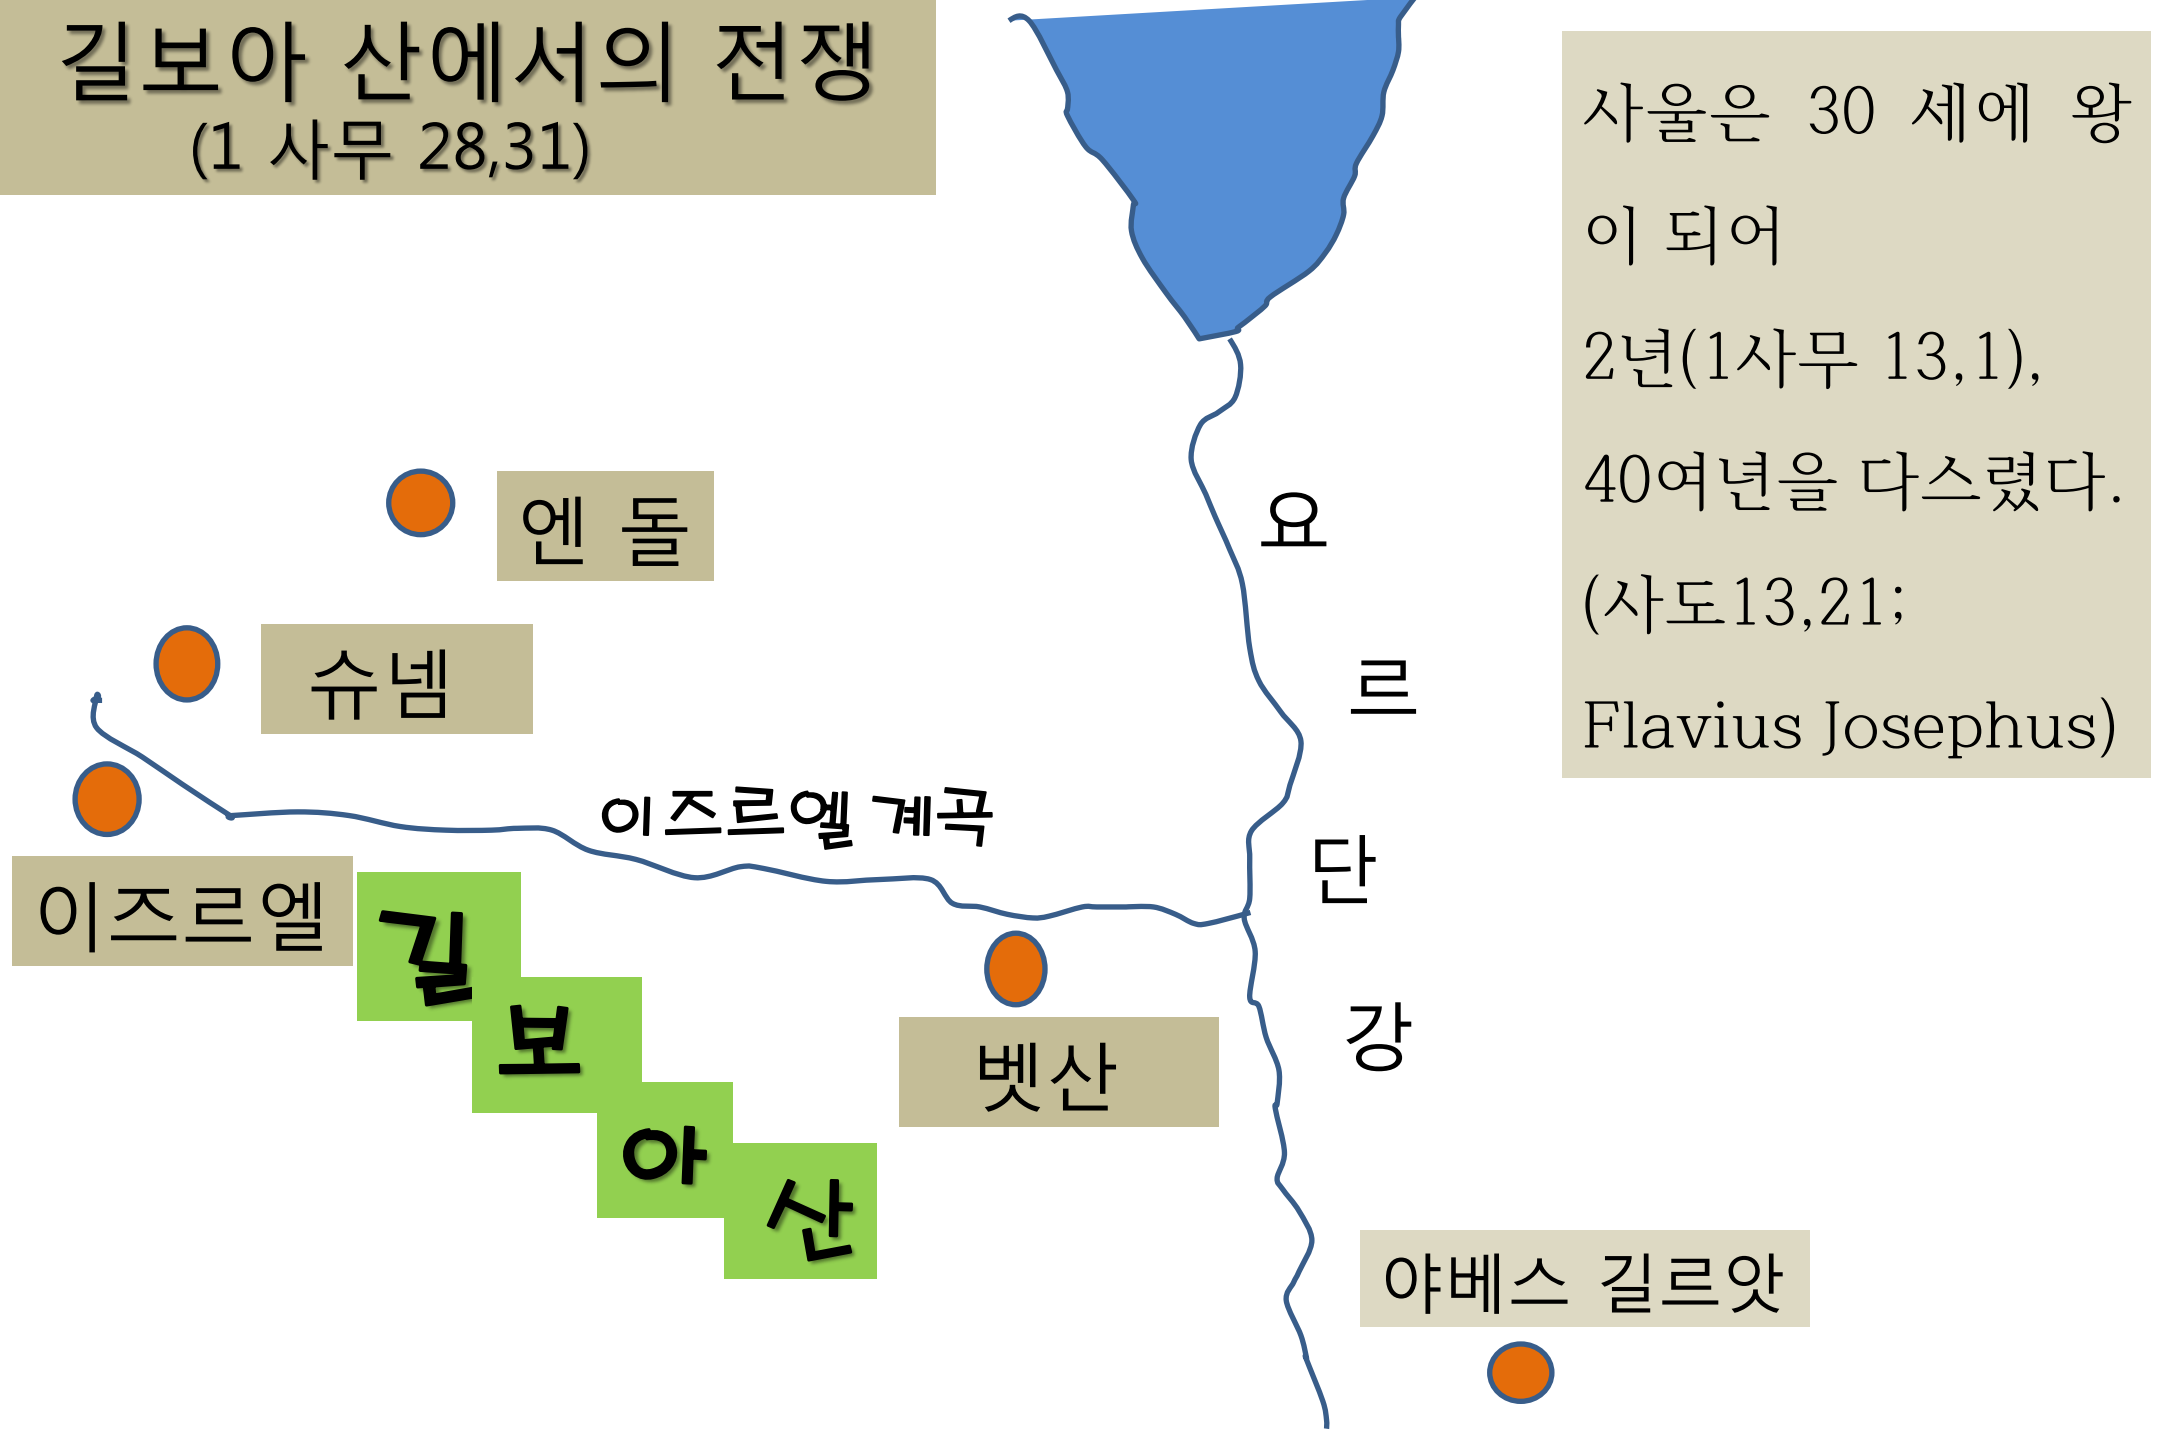 길보아 산에서의 전쟁
(1 사무 28,31)
사울은 30 세에 왕
이 되어
2년(1사무 13,1),
40여년을 다스렸다.
(사도13,21;
Flavius Josephus)
엔 돌
슈넴
이즈르엘 계곡
이즈르엘
길
보
아
산
벳산
요
르
단
강
야베스 길르앗